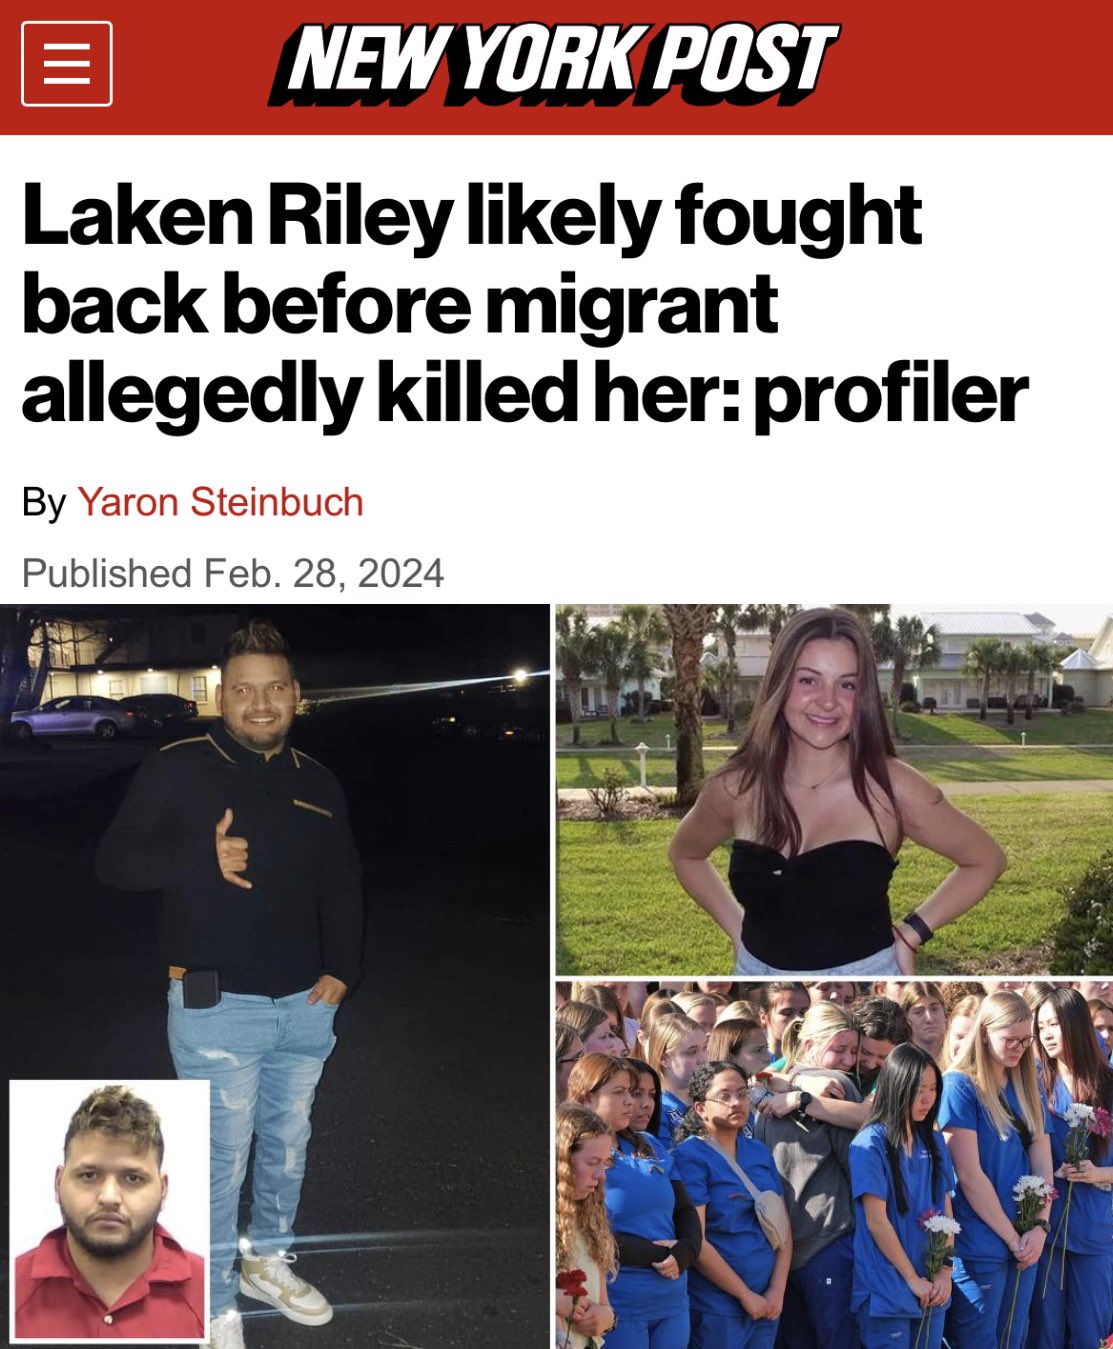 NEW YORK POST
Laken Riley likely fought
back before migrant
allegedly killed her: profiler
By Yaron Steinbuch
Published Feb. 28, 2024